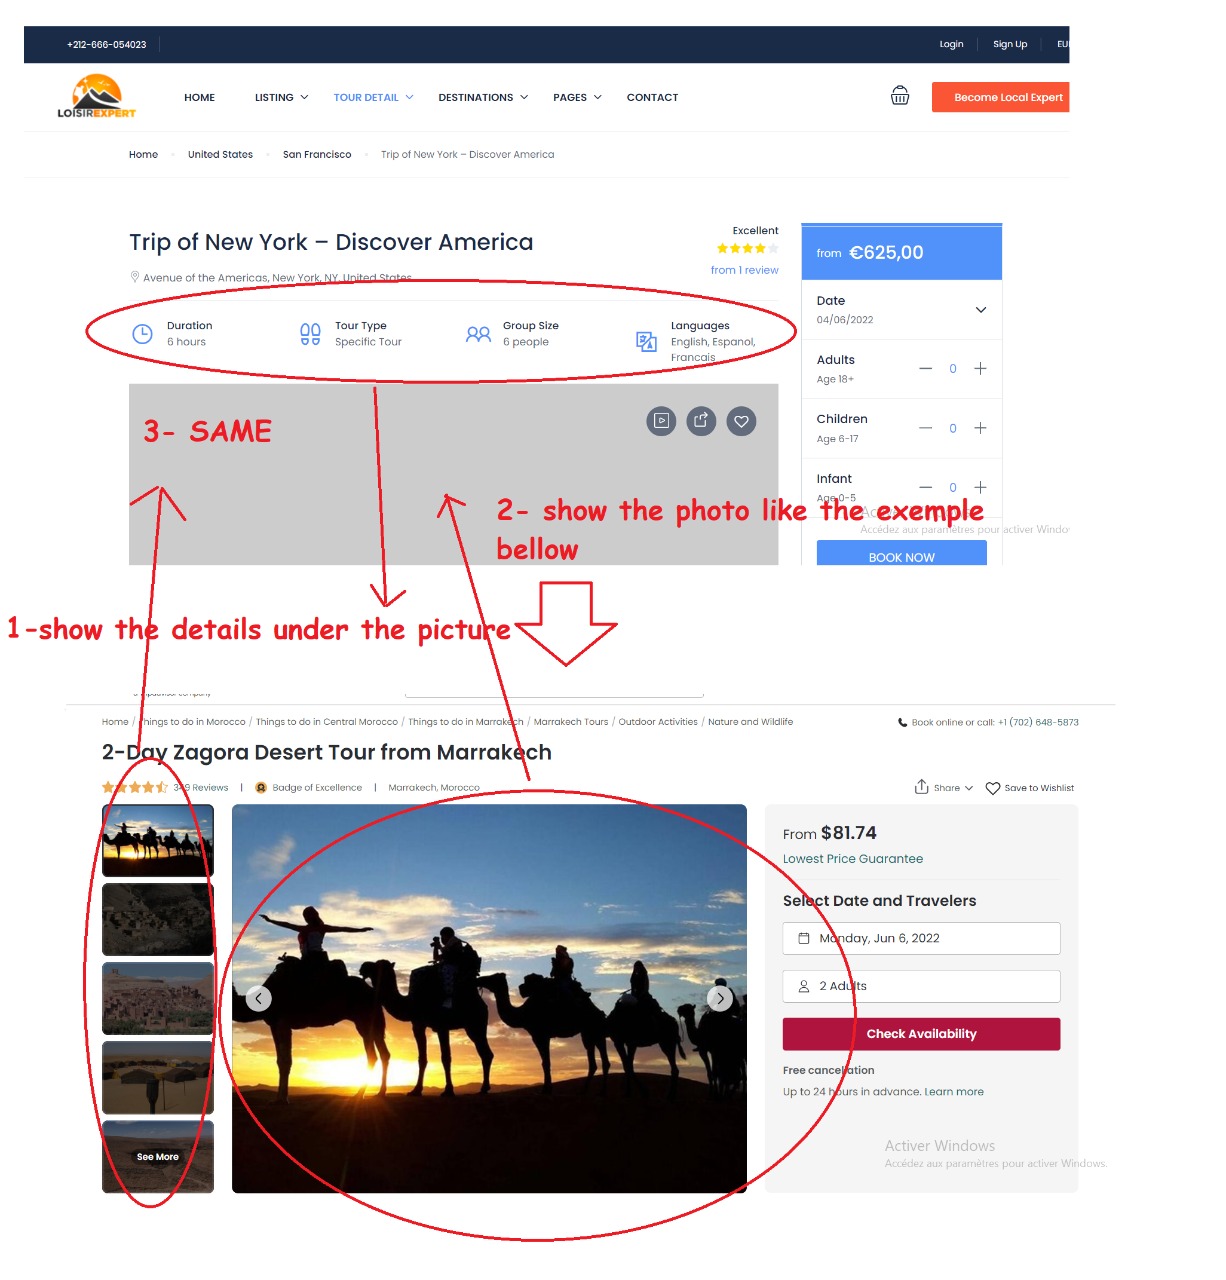 +212-666-054023
Login
Sign Up
LOISIREXPERT
HOME
LISTING
TOUR DETAIL
DESTINATIONS
PAGES
CONTACT
Become Local Expert
Home
United States
San Francisco
Trip of New York – Discover America
Trip of New York – Discover America
Excellent
Avenue of the Americas, New York, NY, United States
from 1 review
from €625,00
Duration
6 hours
Tour Type
Specific Tour
Group Size
6 people
Languages
English, Espanol,
Francais
Date
04/06/2022
Adults
Age 18+
0
Children
Age 6-17
0
Infant
Age 0-5
0
BOOK NOW
Accédez aux paramètres pour activer Windo
3- SAME
2- show the photo like the exemple
bellow
1-show the details under the picture
Home / Things to do in Morocco / Things to do in Central Morocco / Things to do in Marrakech / Marrakech Tours / Outdoor Activities / Nature and Wildlife
Book online or call: +1 (702) 648-5873
2-Day Zagora Desert Tour from Marrakech
349 Reviews | Badge of Excellence | Marrakech, Morocco
Share
Save to Wishlist
See More
From $81.74
Lowest Price Guarantee
Select Date and Travelers
Monday, Jun 6, 2022
2 Adults
Check Availability
Free cancellation
Up to 24 hours in advance. Learn more
Activer Windows
Accédez aux paramètres pour activer Windows.